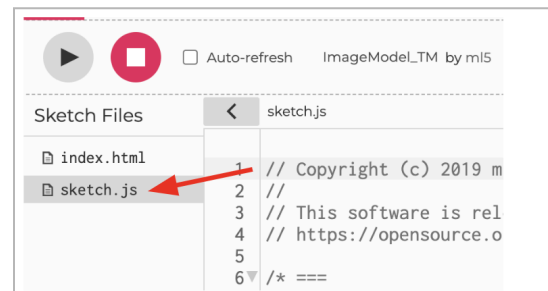 Auto-refresh ImageModel_TM by ml5
Sketch Files
sketch.js
index.html
sketch.js
1 // Copyright (c) 2019 m
2 //
3 // This software is rel
4 // https://opensource.o
5
6 /* ===